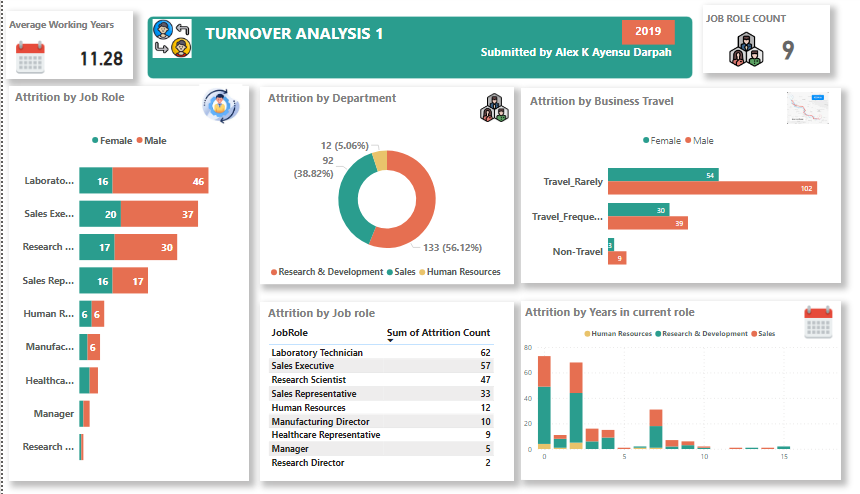 Average Working Years
11.28
TURNOVER ANALYSIS 1
2019
Submitted by Alex K Ayensu Darpah
JOB ROLE COUNT
9
Attrition by Job Role
Female Male
Laborato... 16 46
Sales Exe... 20 37
Research ... 17 30
Sales Rep... 16 17
Human R... 6 6
Manufac... 6
Healthca...
Manager
Research ...
Attrition by Department
12 (5.06%)
92
(38.82%)
133 (56.12%)
Research & Development Sales Human Resources
Attrition by Business Travel
Female Male
Travel_Rarely 54
102
Travel_Freque... 30
39
Non-Travel 3
9
Attrition by Job role
JobRole Sum of Attrition Count
Laboratory Technician 62
Sales Executive 57
Research Scientist 47
Sales Representative 33
Human Resources 12
Manufacturing Director 10
Healthcare Representative 9
Manager 5
Research Director 2
Attrition by Years in current role
Human Resources Research & Development Sales
80
60
40
20
0
0 5 10 15